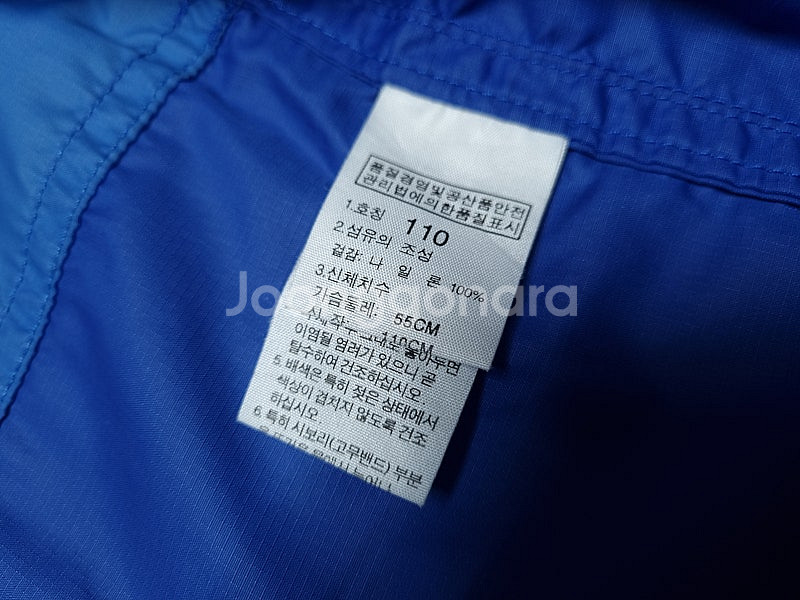 품질경영및공산품안전
관리법에의한품질표시
1.호칭 110
2.섬유의 조성
겉감: 나 일 론 100%
3.신체치수
가슴둘레: 55CM
110CM
이염될 염려가 있으니 곧
탈수하여 건조하십시오
5. 배색은 특히 젖은 상태에서
색상이 겹치지 않도록 건조
하십시오
6. 특히 시보리(고무밴드) 부분
Joonggonara